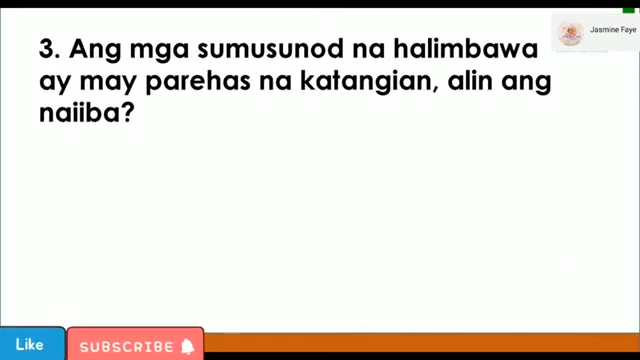 Jasmine Faye
3. Ang mga sumusunod na halimbawa
ay may parehas na katangian, alin ang
naiiba?
Like
SUBSCRIBE